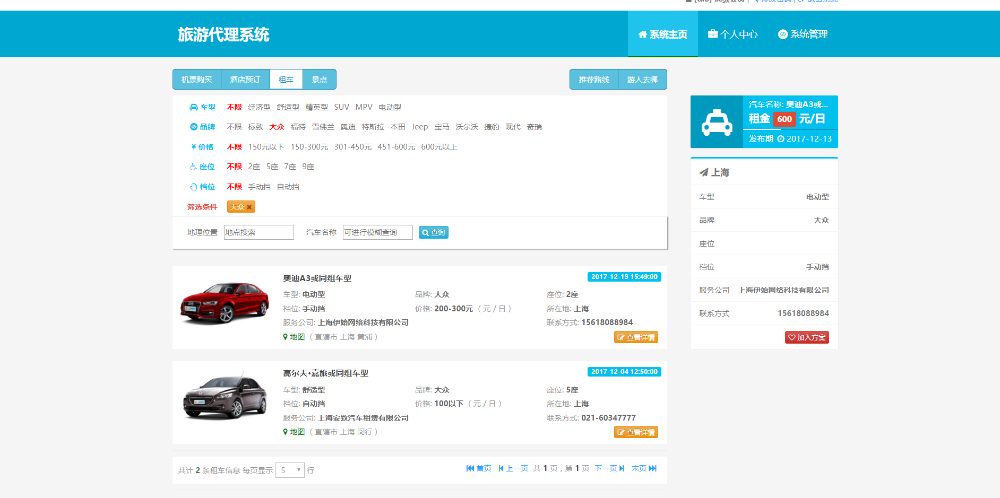 旅游代理系统
系统主页 个人中心 系统管理
机票购买 酒店预订 租车 景点 推荐路线 游人去哪
车型 不限 经济型 舒适型 精英型 SUV MPV 电动型
品牌 不限 标致 大众 福特 雪佛兰 奥迪 特斯拉 本田 Jeep 宝马 沃尔沃 捷豹 现代 奇瑞
¥ 价格 不限 150元以下 150-300元 301-450元 451-600元 600元以上
座位 不限 2座 5座 7座 9座
档位 不限 手动挡 自动挡
筛选条件 大众 ✖
地理位置 地点搜索 汽车名称 可进行模糊查询 查询
奥迪A3或同组车型 2017-12-13 15:49:00
车型: 电动型 品牌: 大众 座位: 2座
档位: 手动挡 价格: 200-300元 ( 元 / 日 ) 所在地: 上海
服务公司: 上海伊始网络科技有限公司 联系方式: 15618088984
地图 ( 直辖市 上海 黄浦 ) 查看详情
高尔夫•嘉旅或同组车型 2017-12-04 12:50:00
车型: 舒适型 品牌: 大众 座位: 5座
档位: 自动挡 价格: 100以下 ( 元 / 日 ) 所在地: 上海
服务公司: 上海安致汽车租赁有限公司 联系方式: 021-60347777
地图 ( 直辖市 上海 闵行 ) 查看详情
共计 2 条租车信息 每页显示 5 行 首页 上一页 共 1 页 , 第 1 页 下一页 末页
汽车名称: 奥迪A3或...
租金 600 元/日
发布期 2017-12-13
上海
车型 电动型
品牌 大众
座位
档位 手动挡
服务公司 上海伊始网络科技有限公司
联系方式 15618088984
加入方案